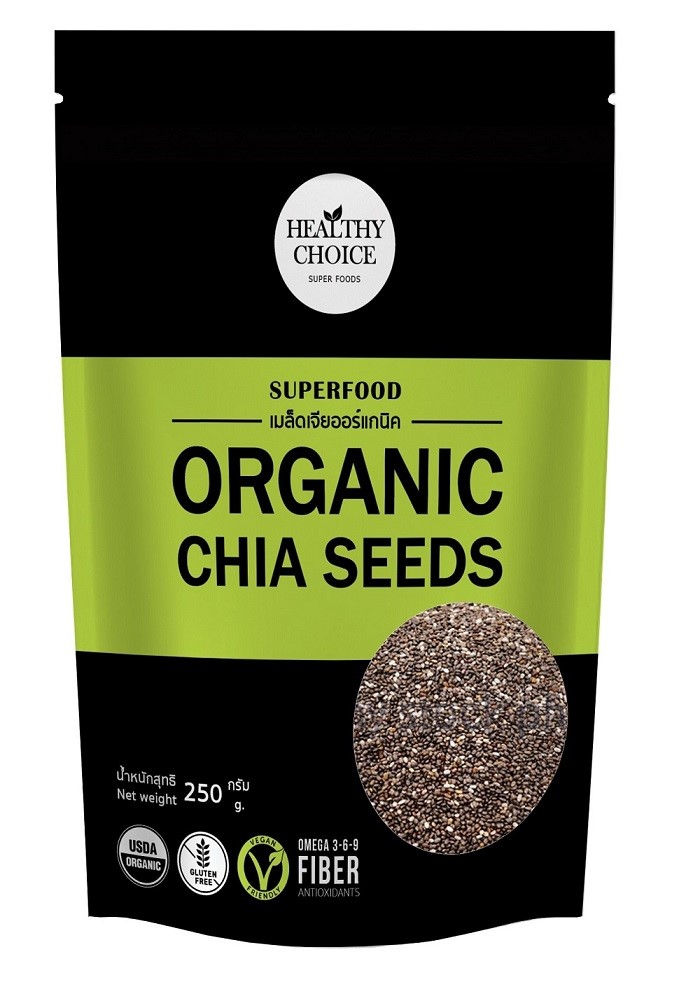 HEALTHY
CHOICE
SUPER FOODS
SUPERFOOD
เมล็ดเจียออร์แกนิค
ORGANIC
CHIA SEEDS
น้ำหนักสุทธิ 250 กรัม
Net weight g.
USDA
ORGANIC
GLUTEN
FREE
VEGAN
FRIENDLY
OMEGA 3-6-9
FIBER
ANTIOXIDANTS